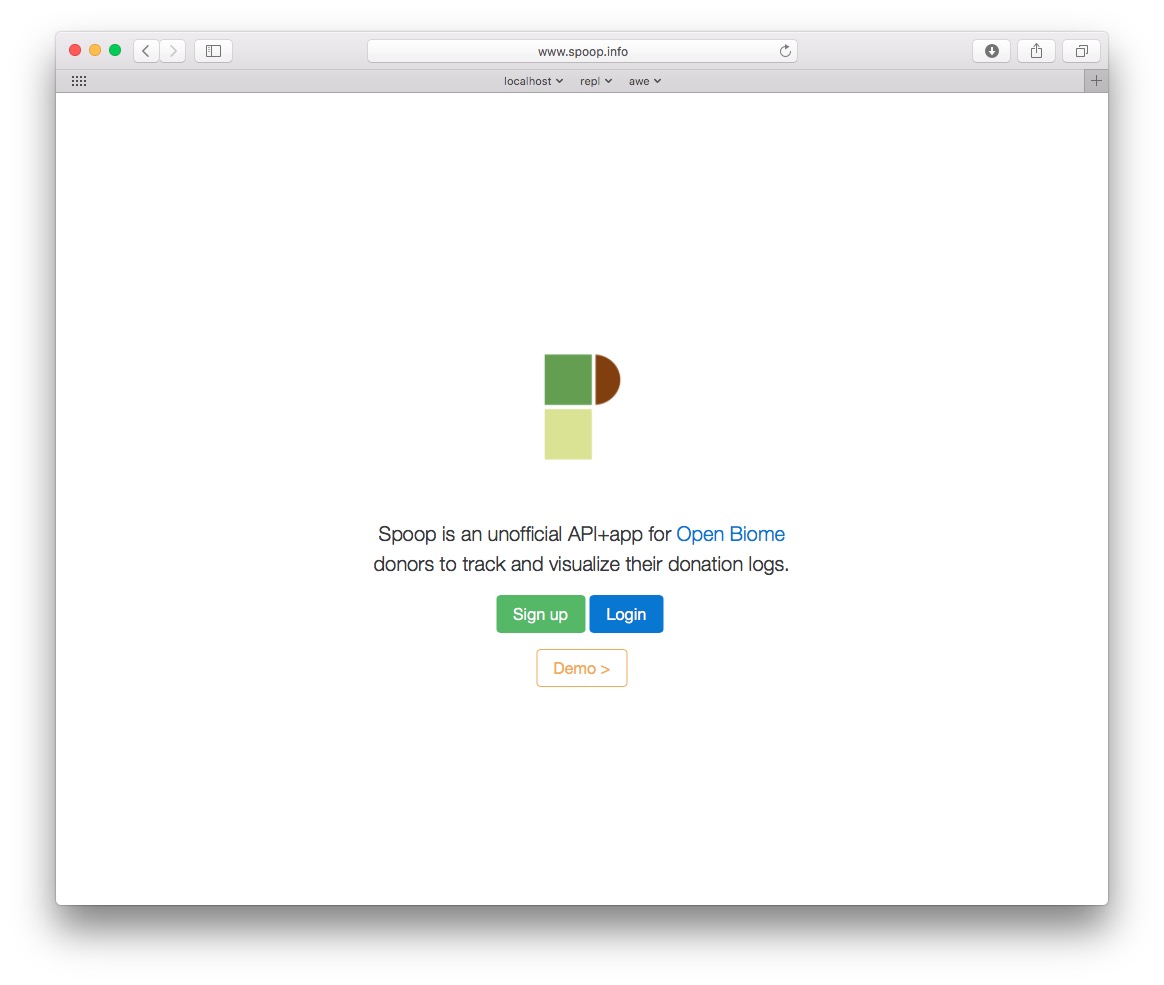 www.spoop.info
localhost repl awe
Spoop is an unofficial API+app for Open Biome
donors to track and visualize their donation logs.
Sign up Login
Demo >